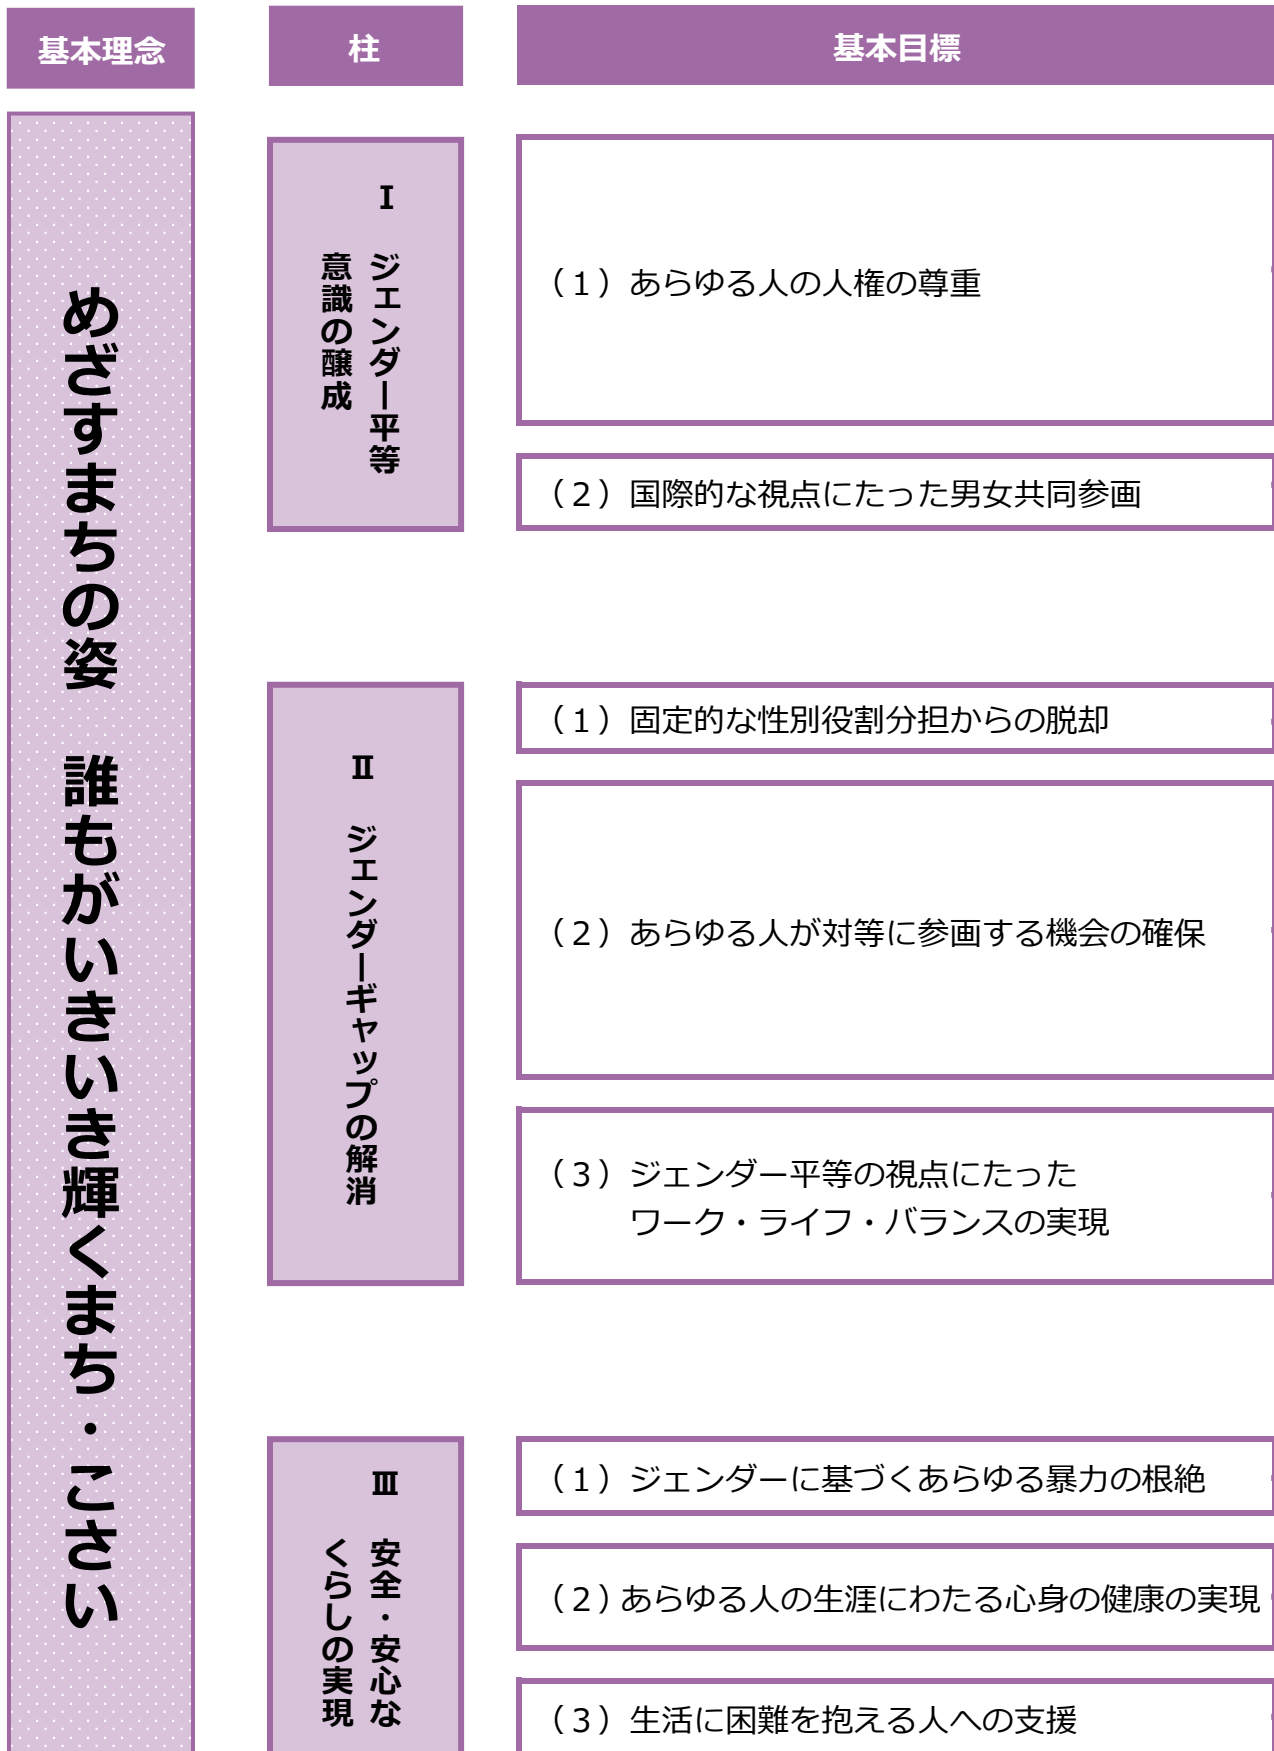 基本理念
柱
基本目標
めざすまちの姿　誰もがいきいき輝くまち・こさい
Ⅰ　ジェンダー平等
意識の醸成
（１）あらゆる人の人権の尊重
（２）国際的な視点にたった男女共同参画
Ⅱ　ジェンダーギャップの解消
（１）固定的な性別役割分担からの脱却
（２）あらゆる人が対等に参画する機会の確保
（３）ジェンダー平等の視点にたった
ワーク・ライフ・バランスの実現
Ⅲ　安全・安心な
くらしの実現
（１）ジェンダーに基づくあらゆる暴力の根絶
（２）あらゆる人の生涯にわたる心身の健康の実現
（３）生活に困難を抱える人への支援